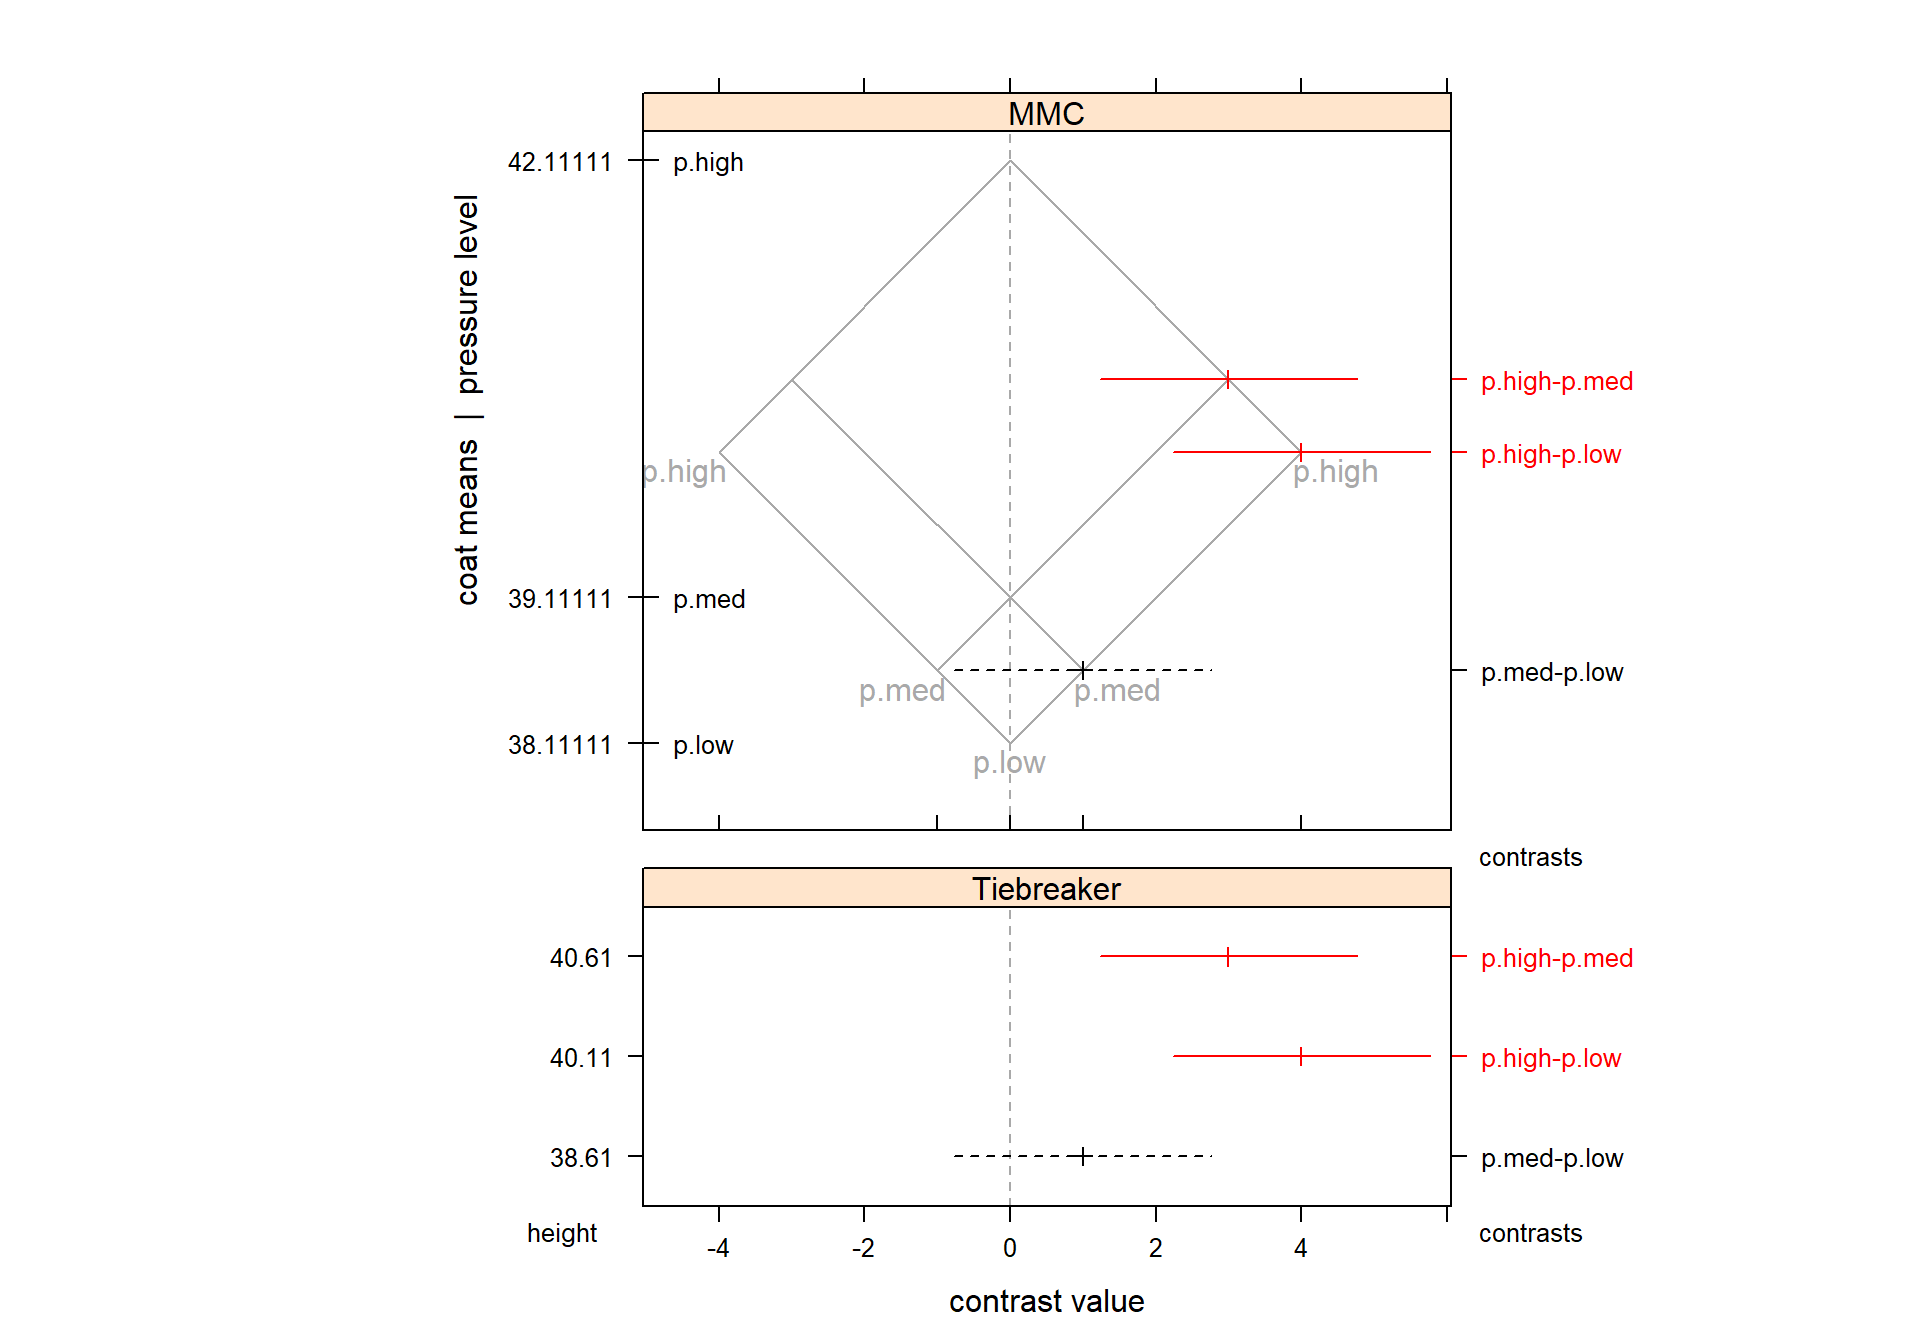 MMC
42.11111
p.high
coat means | pressure level
p.high-p.med
p.high-p.low
p.high
p.high
39.11111
p.med
p.med-p.low
p.med
p.med
38.11111
p.low
p.low
contrasts
Tiebreaker
40.61
p.high-p.med
40.11
p.high-p.low
38.61
p.med-p.low
height
contrasts
-4
-2
0
2
4
contrast value